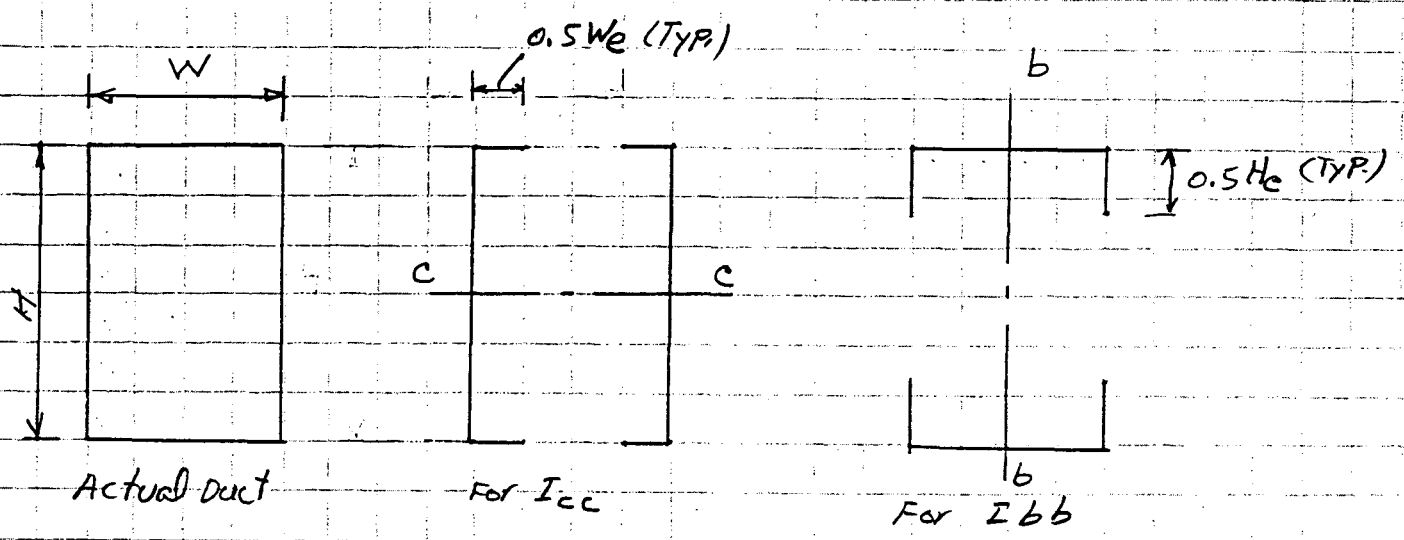 0.5We (TYP.)
W
b
0.5He (TYP.)
C
C
H
b
Actual Duct
For Icc
For Ibb